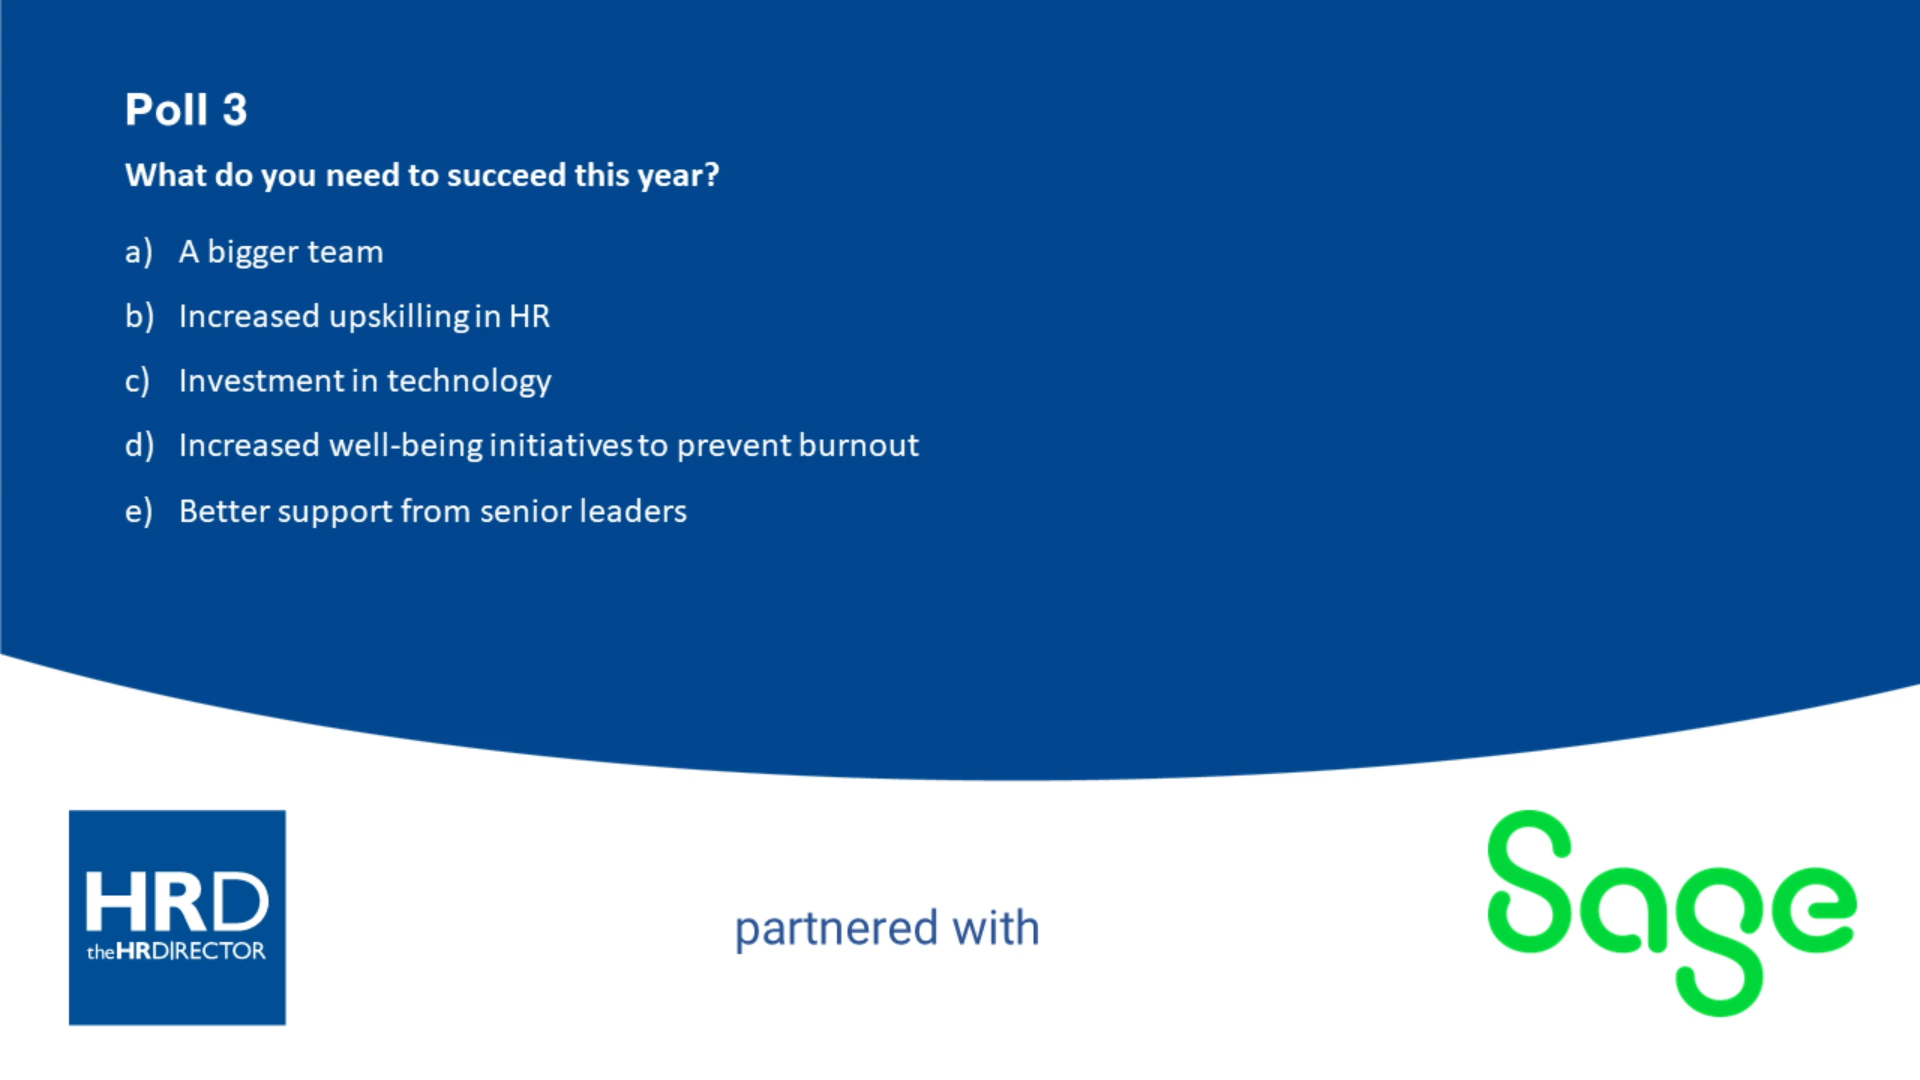 Poll 3
What do you need to succeed this year?
a) A bigger team
b) Increased upskilling in HR
c) Investment in technology
d) Increased well-being initiatives to prevent burnout
e) Better support from senior leaders
HRD
theHRDIRECTOR
partnered with
Sage